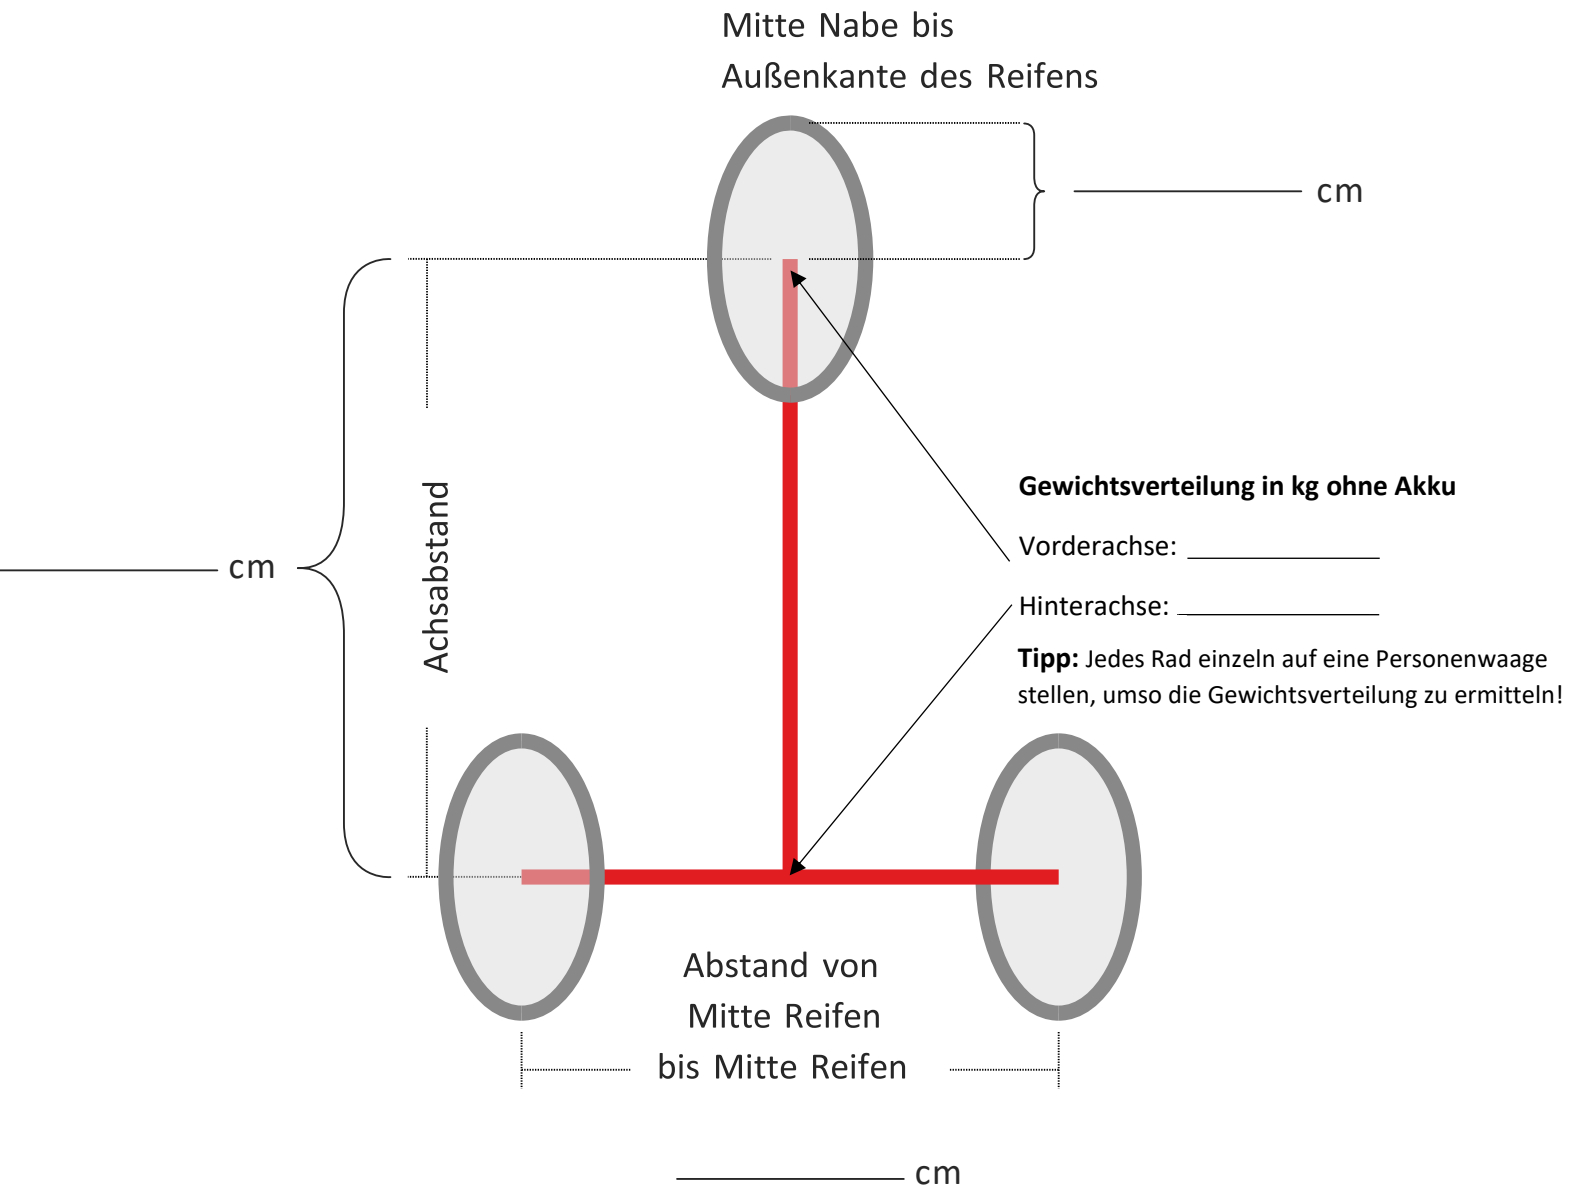 Mitte Nabe bis
Außenkante des Reifens
cm
Gewichtsverteilung in kg ohne Akku
Vorderachse:
cm
Achsabstand
Hinterachse:
Tipp: Jedes Rad einzeln auf eine Personenwaage
stellen, umso die Gewichtsverteilung zu ermitteln!
Abstand von
Mitte Reifen
bis Mitte Reifen
cm